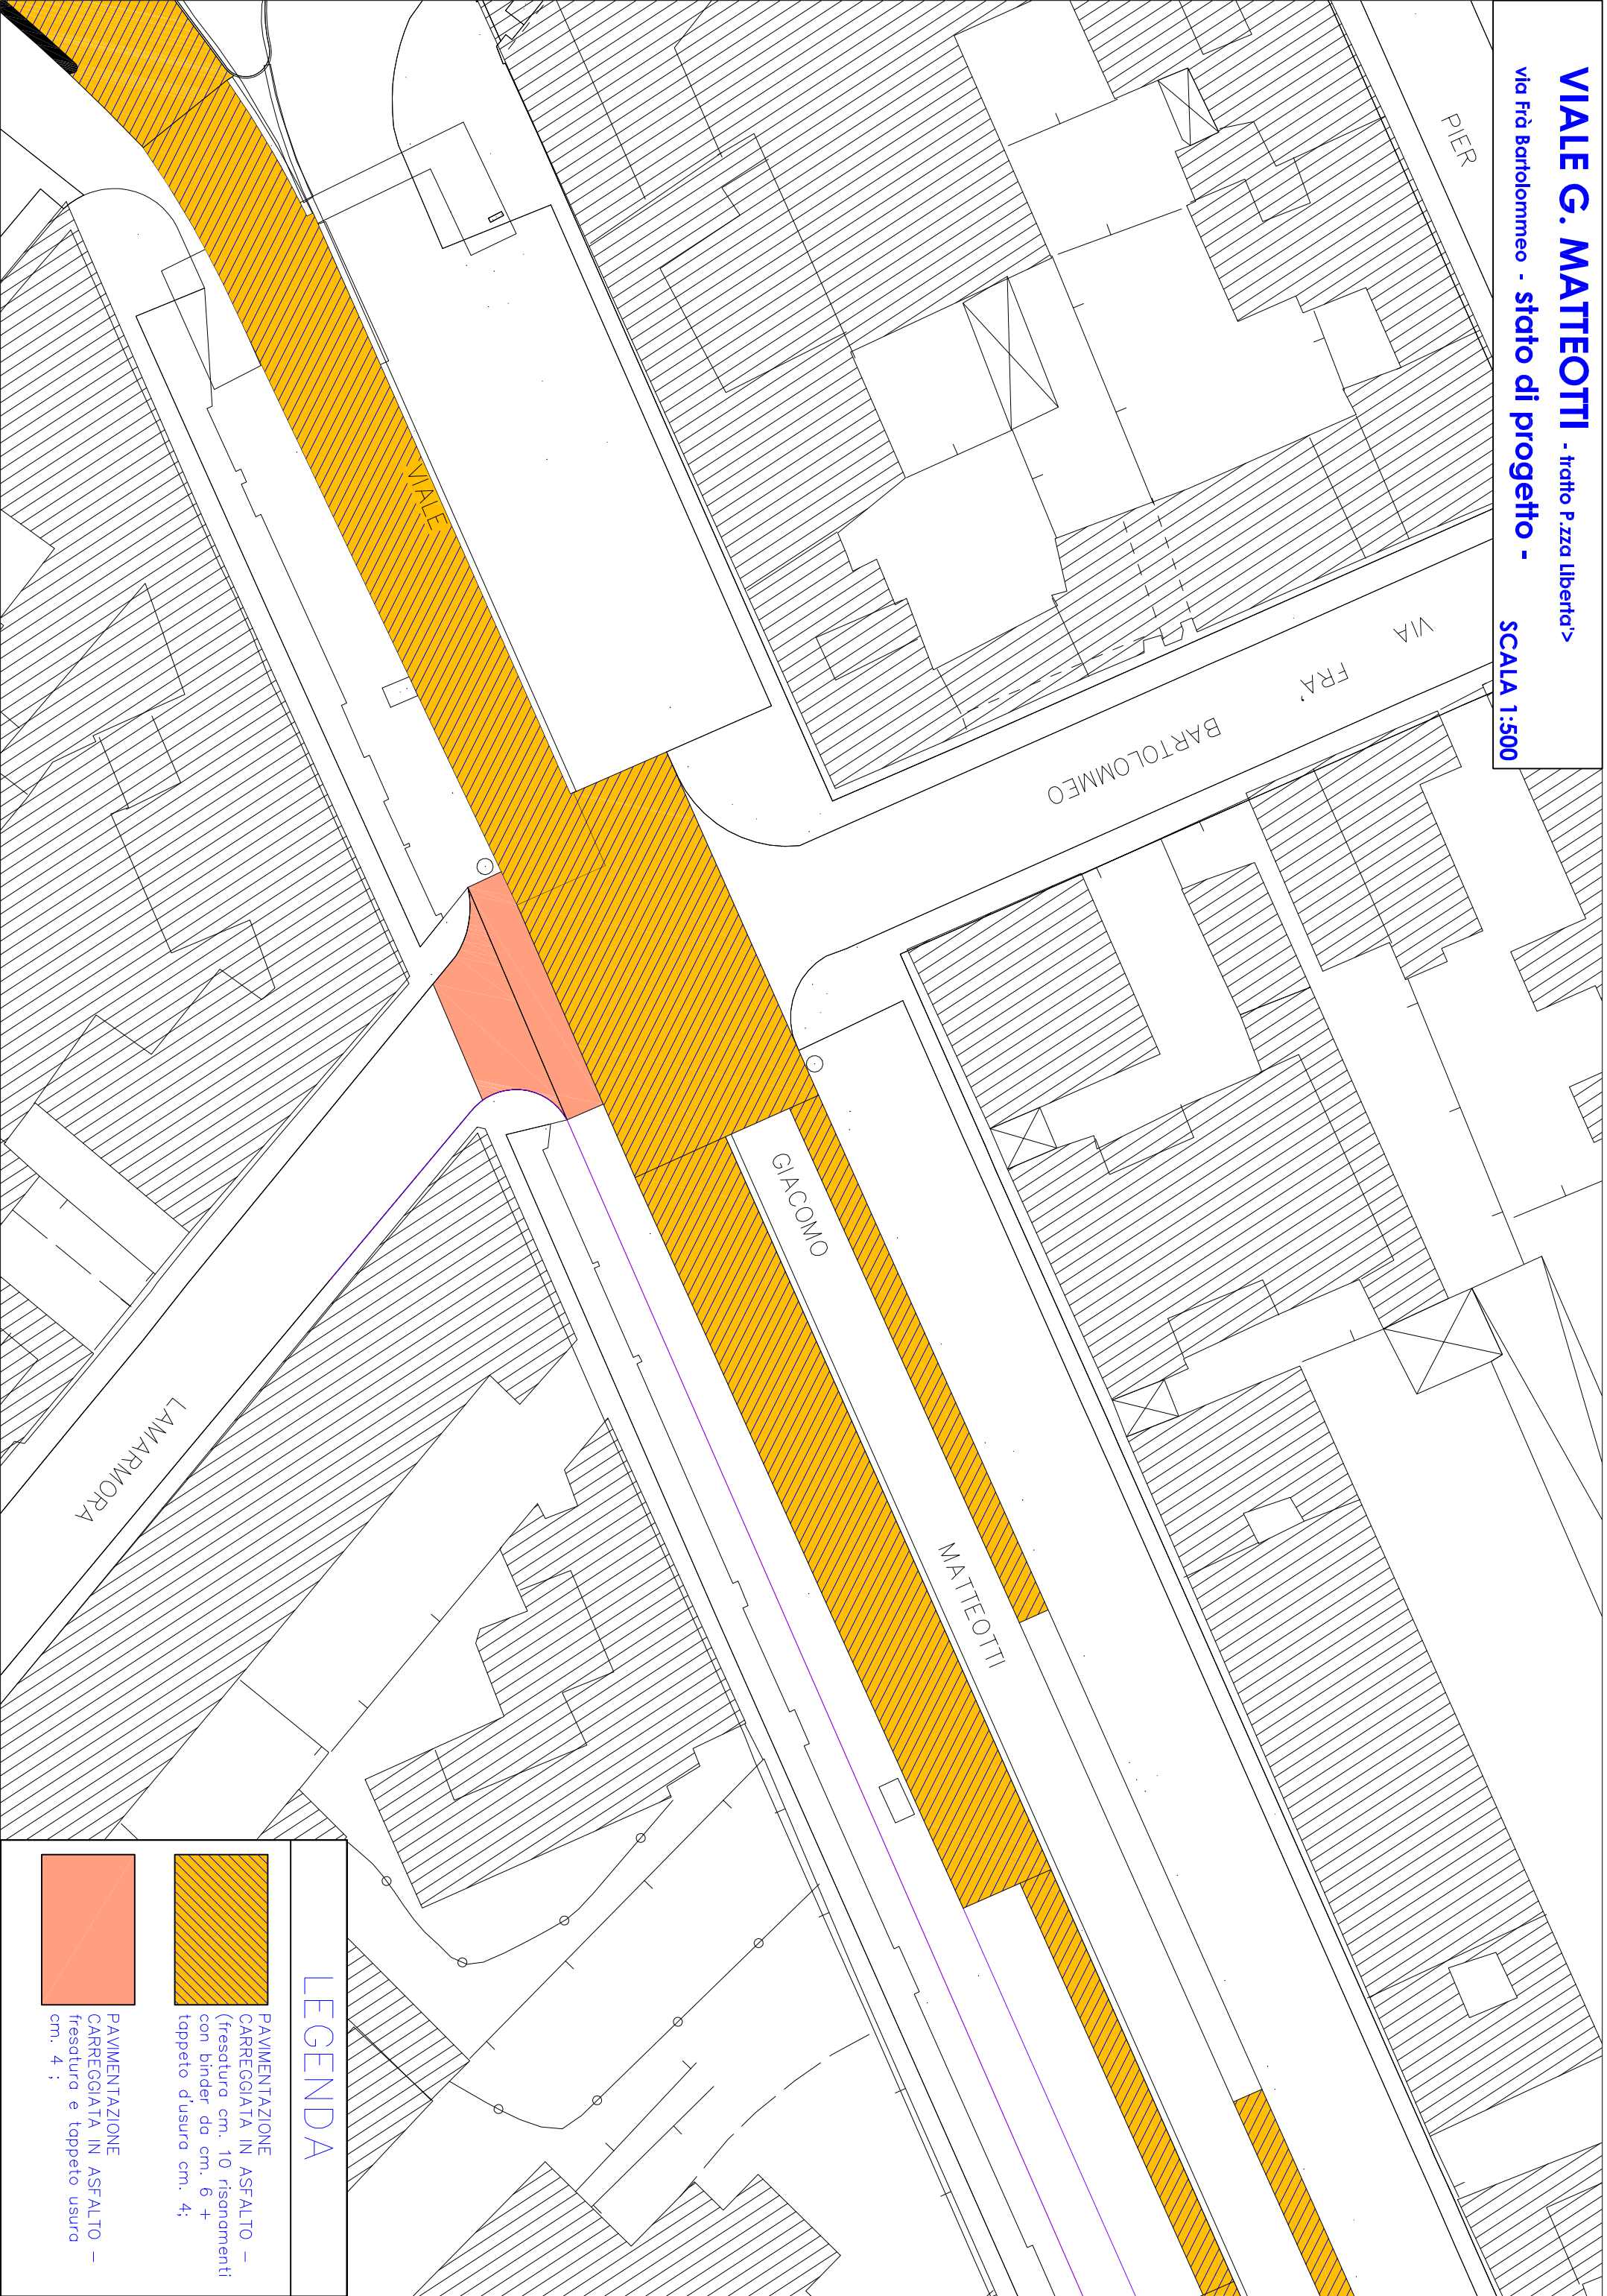 VIALE G. MATTEOTTI - tratto P.zza Liberta'>
via Frà Bartolommeo - stato di progetto -
SCALA 1:500
PIER
VIA
FRA'
BARTOLOMMEO
VIALE
GIACOMO
MATTEOTTI
LAMARMORA
LEGENDA
PAVIMENTAZIONE
CARREGGIATA IN ASFALTO –
(fresatura cm. 10 risanamenti
con binder da cm. 6 +
tappeto d'usura cm. 4;
PAVIMENTAZIONE
CARREGGIATA IN ASFALTO –
fresatura e tappeto usura
cm. 4 ;